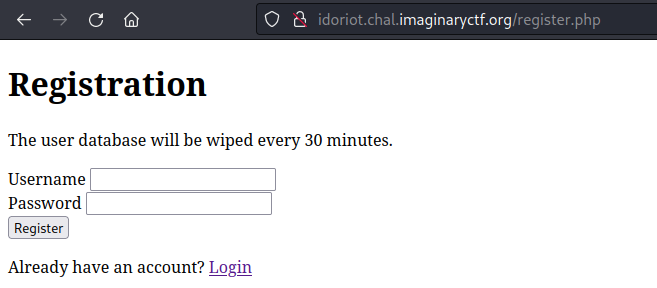 idoriot.chal.imaginaryctf.org/register.php
Registration
The user database will be wiped every 30 minutes.
Username
Password
Register
Already have an account? Login